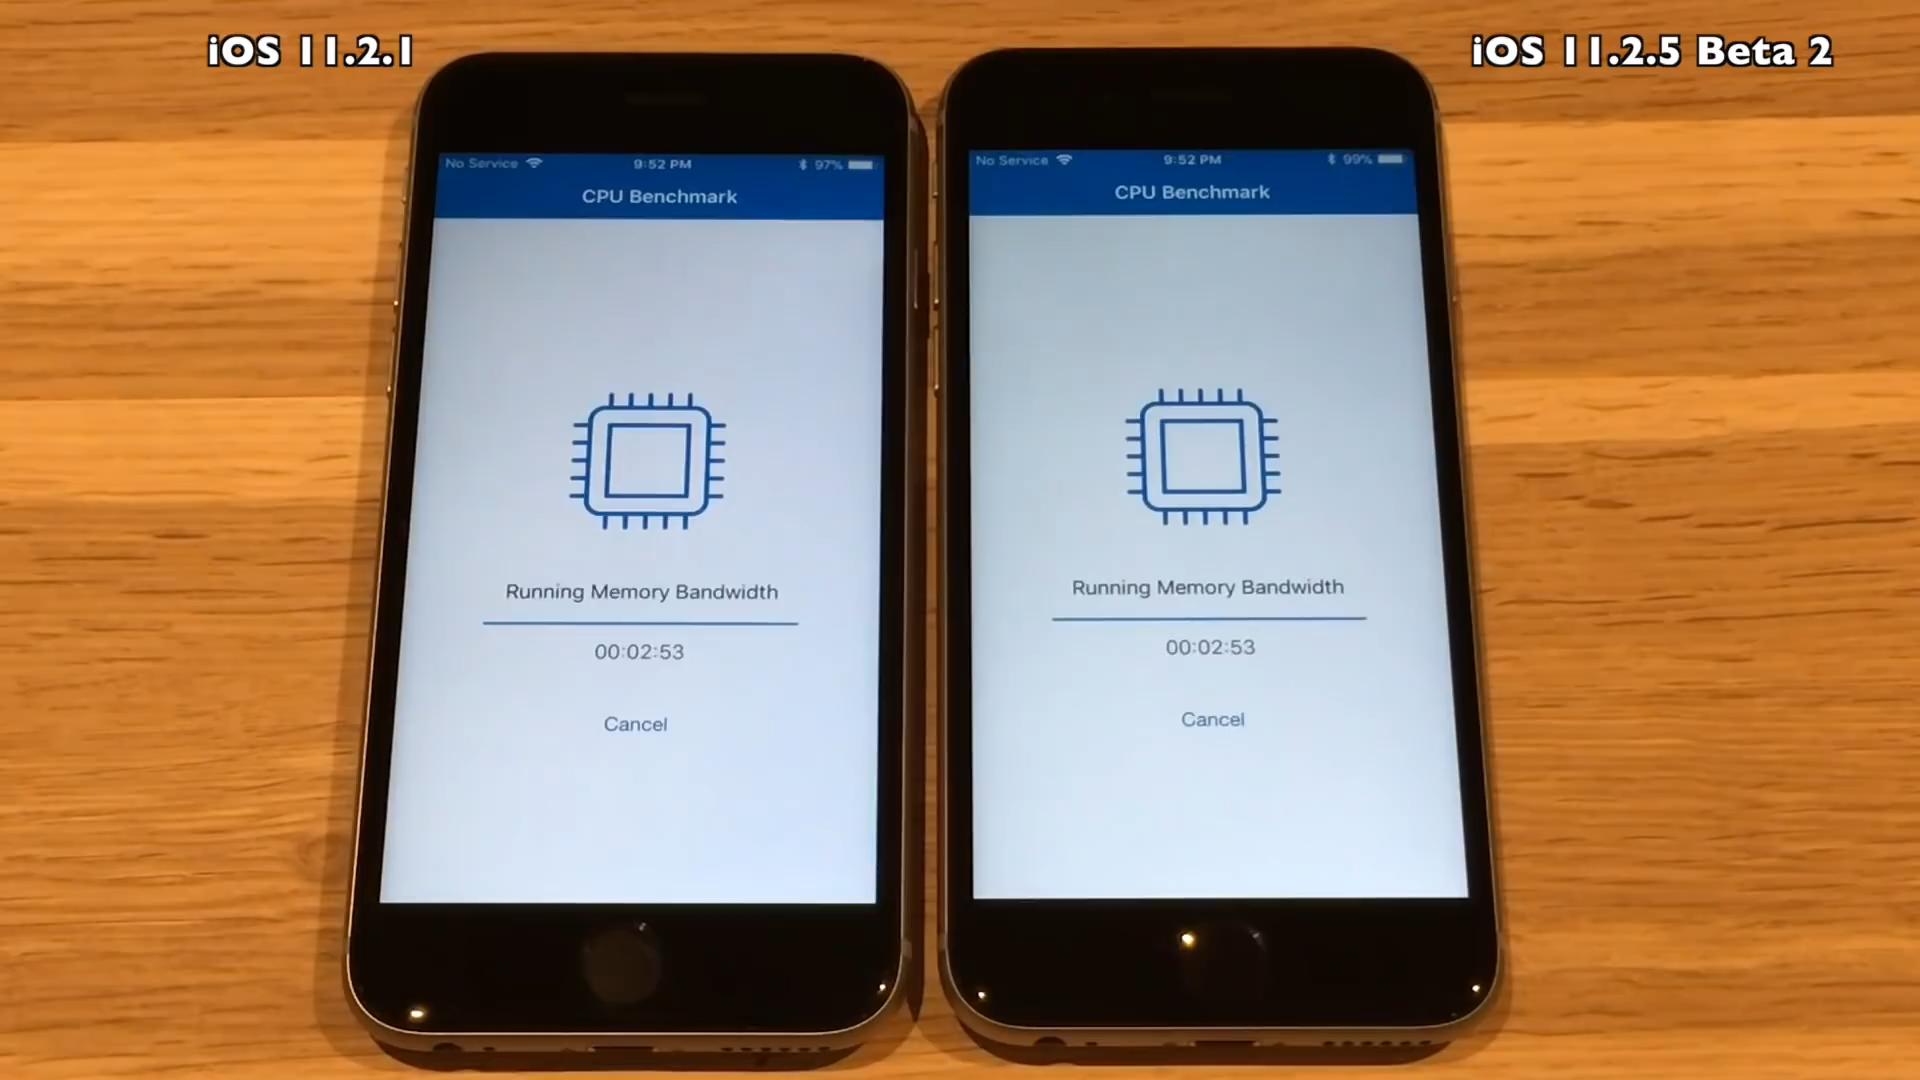 iOS 11.2.1
iOS 11.2.5 Beta 2
No Service 9:52 PM 97%
CPU Benchmark
Running Memory Bandwidth
00:02:53
Cancel
No Service 9:52 PM 99%
CPU Benchmark
Running Memory Bandwidth
00:02:53
Cancel